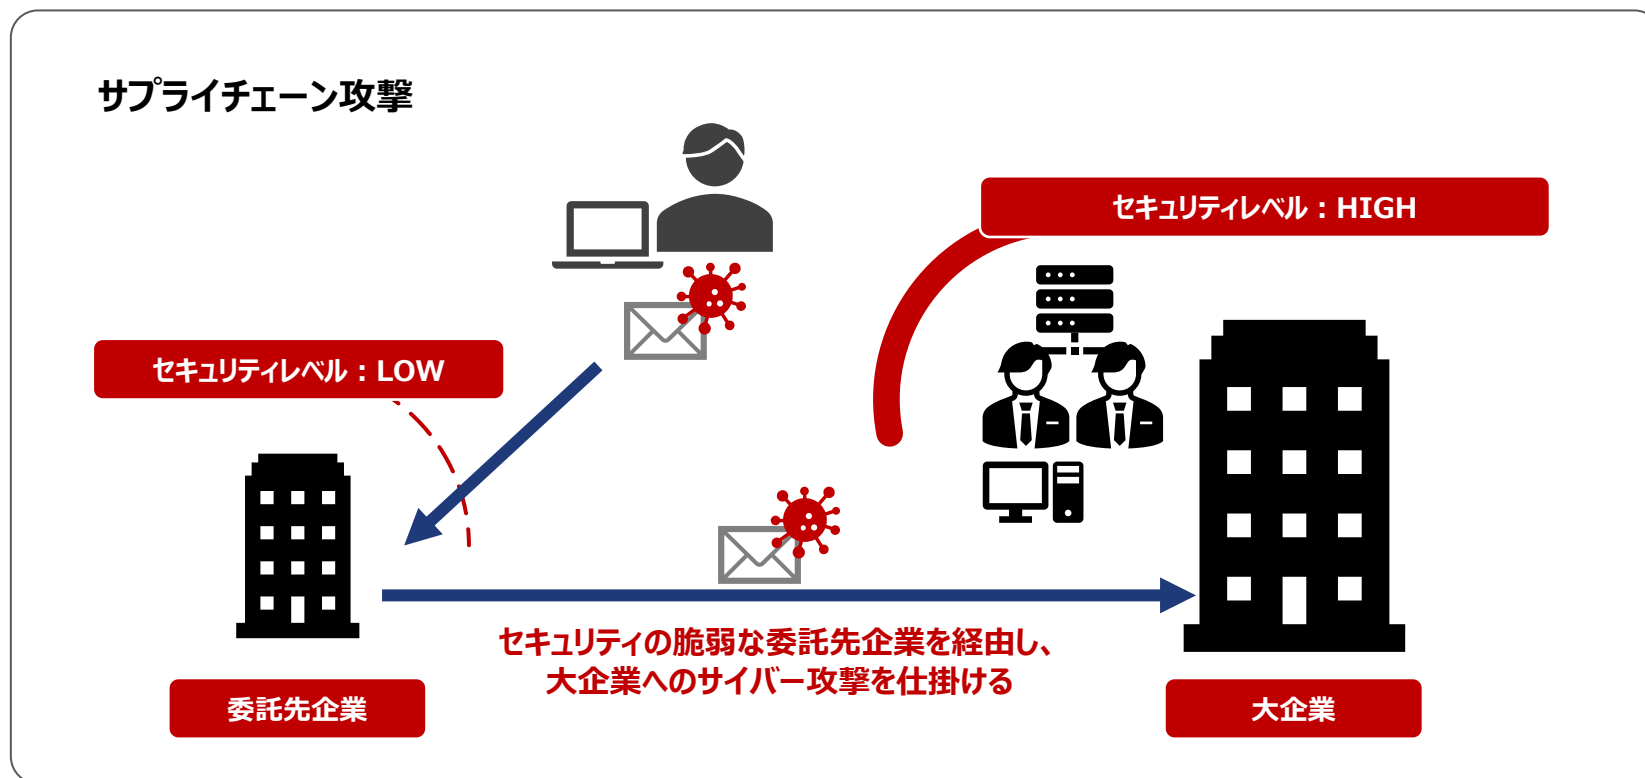 サプライチェーン攻撃
セキュリティレベル：HIGH
セキュリティレベル：LOW
セキュリティの脆弱な委託先企業を経由し、
大企業へのサイバー攻撃を仕掛ける
委託先企業
大企業